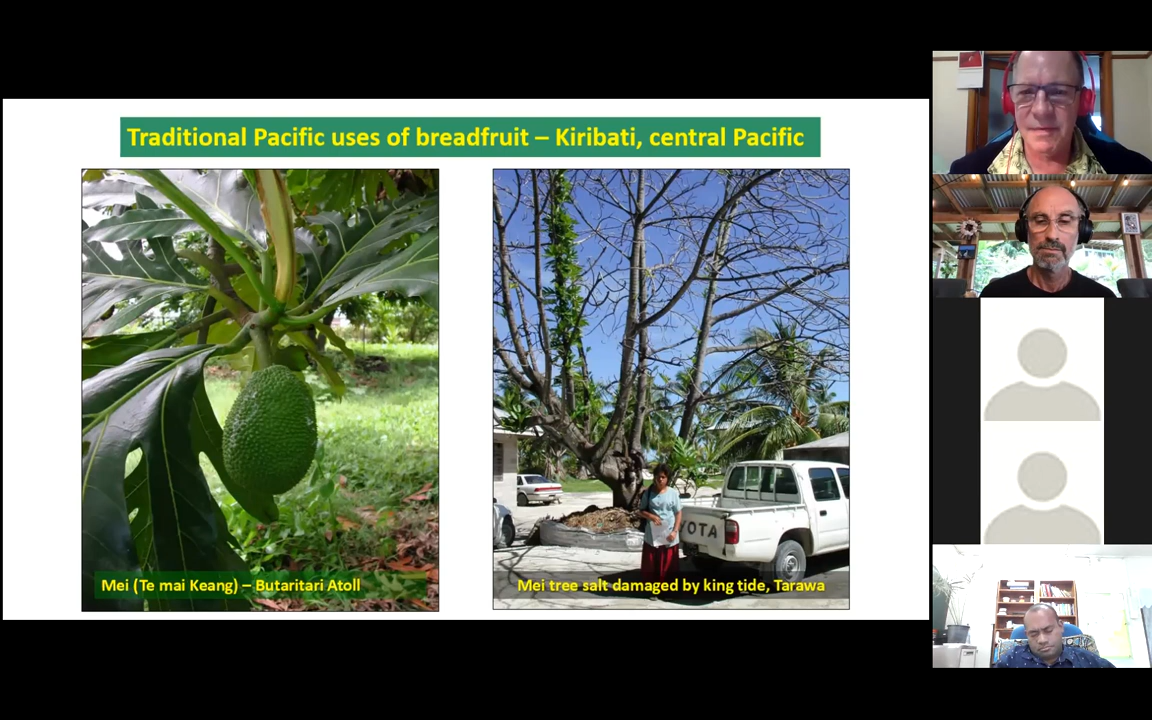 Traditional Pacific uses of breadfruit – Kiribati, central Pacific
Mei (Te mai Keang) – Butaritari Atoll
YOTA
Mei tree salt damaged by king tide, Tarawa